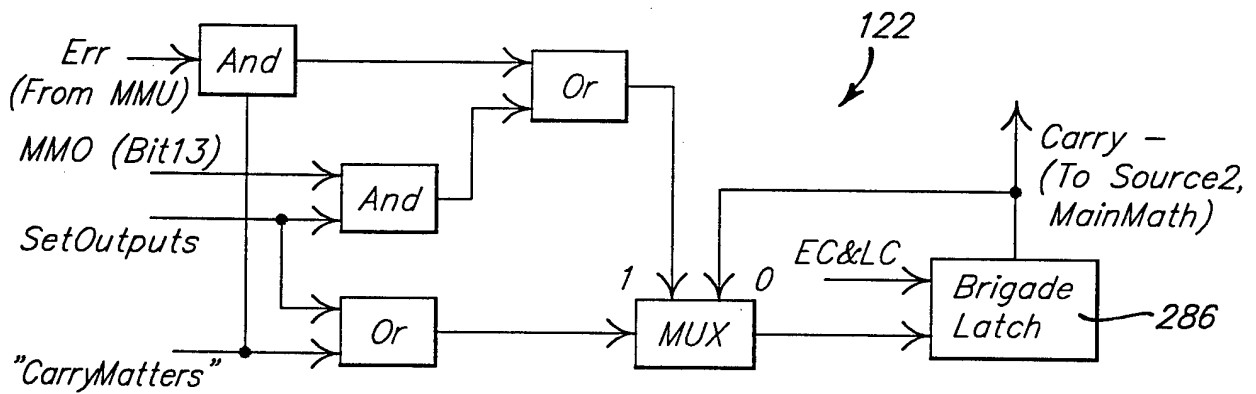 122
Err
(From MMU)
And
Or
MMO (Bit13)
And
SetOutputs
Carry –
(To Source2,
MainMath)
EC&LC
1
0
Brigade
Latch
286
Or
MUX
"CarryMatters"